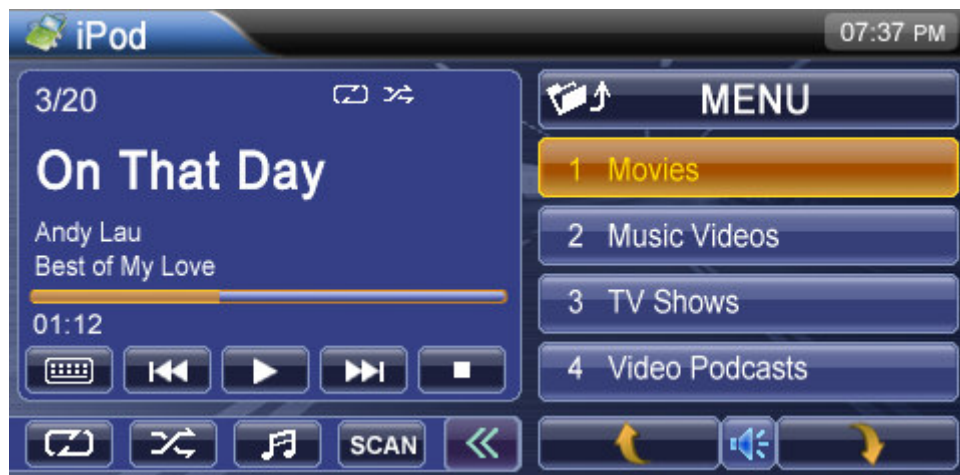 iPod
07:37 PM
3/20
On That Day
Andy Lau
Best of My Love
01:12
SCAN
MENU
1 Movies
2 Music Videos
3 TV Shows
4 Video Podcasts